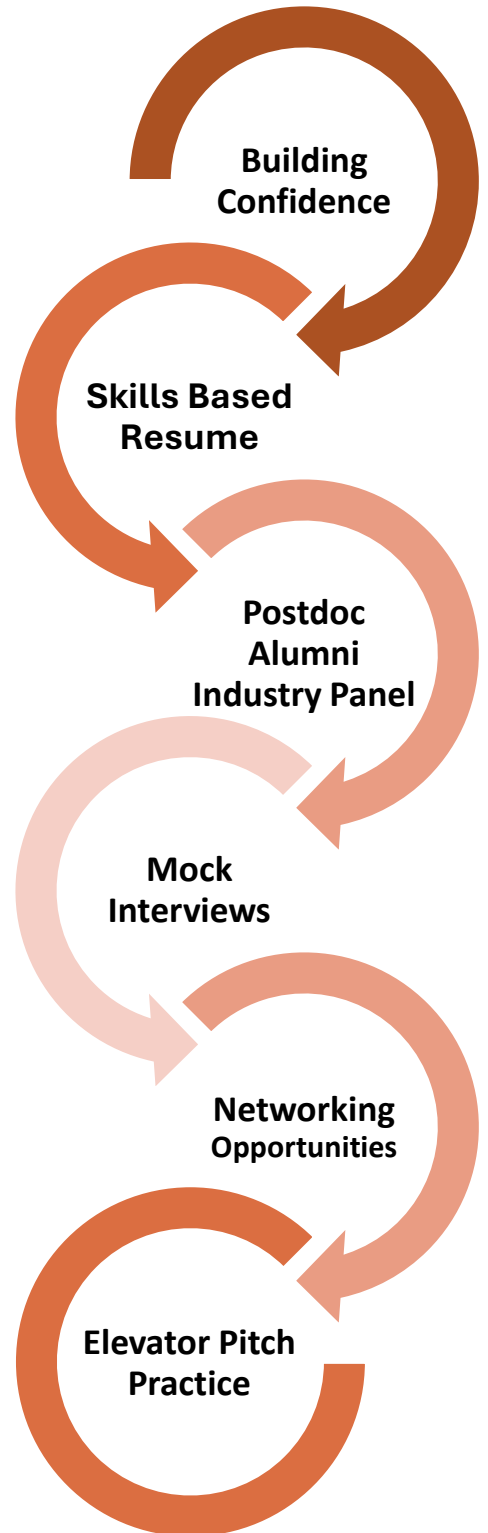 Building
Confidence
Skills Based
Resume
Postdoc
Alumni
Industry Panel
Mock
Interviews
Networking
Opportunities
Elevator Pitch
Practice